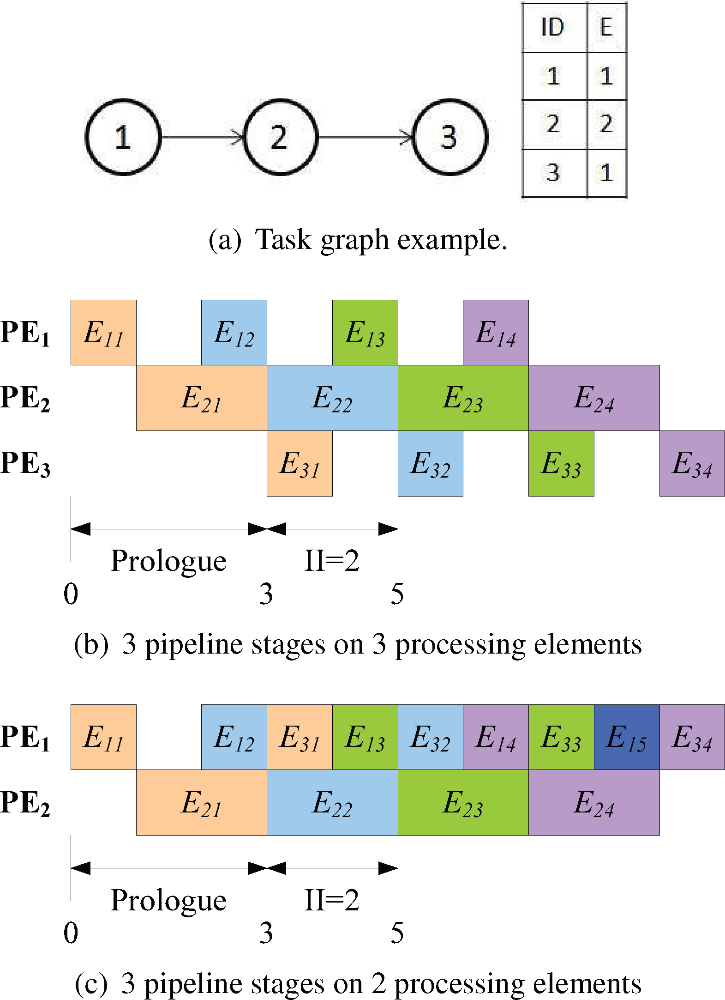 ID E
1 1
2 2
3 1
1 2 3
(a) Task graph example.
PE1 E11 E12 E13 E14
PE2 E21 E22 E23 E24
PE3 E31 E32 E33 E34
Prologue II=2
0 3 5
(b) 3 pipeline stages on 3 processing elements
PE1 E11 E12 E31 E13 E32 E14 E33 E15 E34
PE2 E21 E22 E23 E24
Prologue II=2
0 3 5
(c) 3 pipeline stages on 2 processing elements